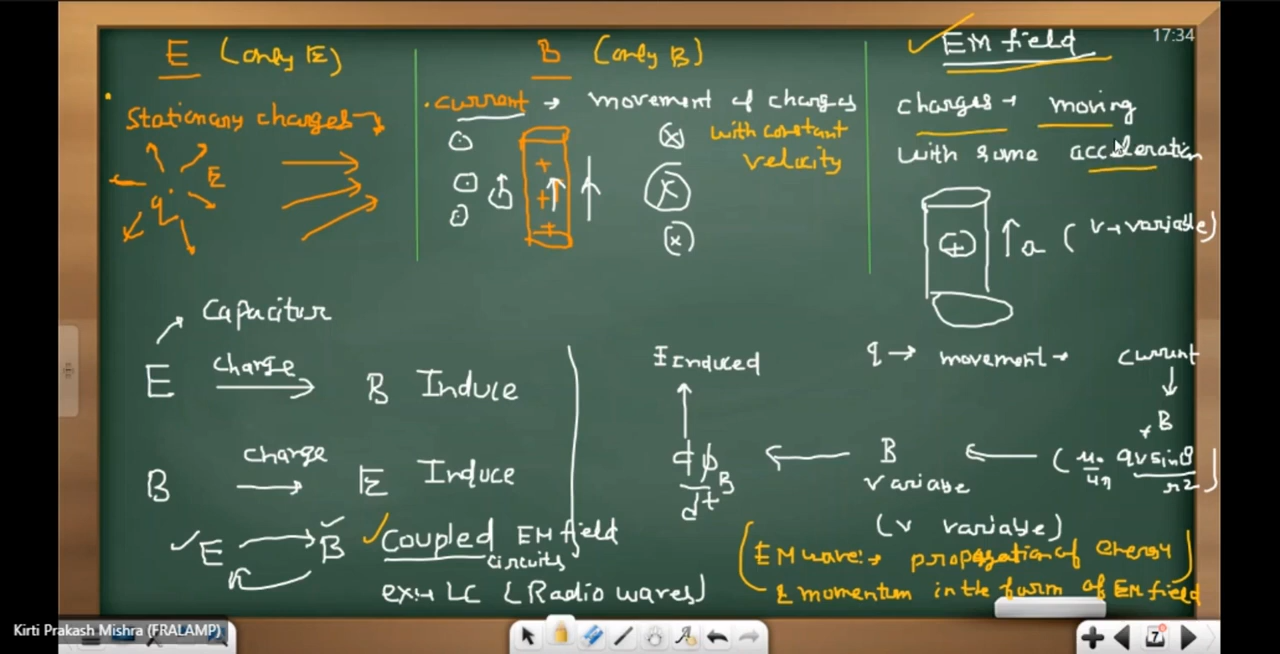 E (only E)
Stationary charges→
E
q
B (only B)
.current → movement of charges
with constant
velocity
EM field
17:34
charges → moving
with some acceleration
↑a (v→variable)
Capacitor
E charge → B Induce
B charge → E Induce
E B
Coupled EM field
circuits
ex:→ LC (Radio waves)
E Induced
dϕB
dt
q → movement → current
B
(μ0/4π qvsinθ/r2)
B
variable
(v variable)
EM wave:→ propagation of energy
& momentum in the form of EM field
Kirti Prakash Mishra (FRALAMP)
7